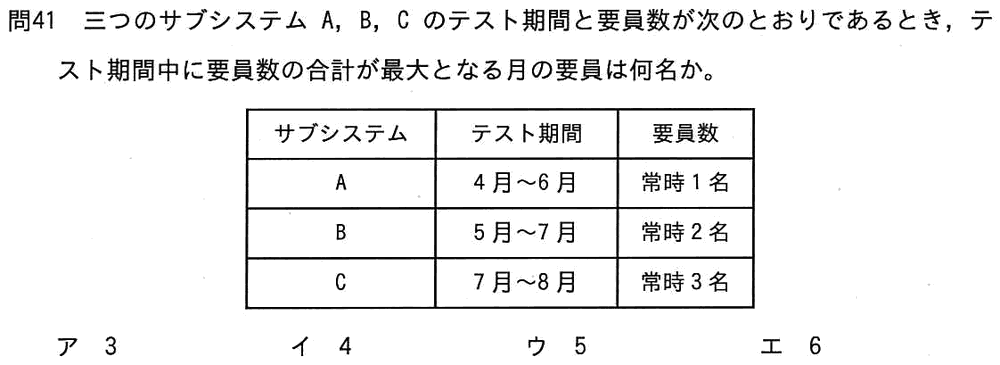 問41 三つのサブシステム A，B，C のテスト期間と要員数が次のとおりであるとき，テ
スト期間中に要員数の合計が最大となる月の要員は何名か。
サブシステム テスト期間 要員数
A 4月～6月 常時1名
B 5月～7月 常時2名
C 7月～8月 常時3名
ア 3 イ 4 ウ 5 エ 6